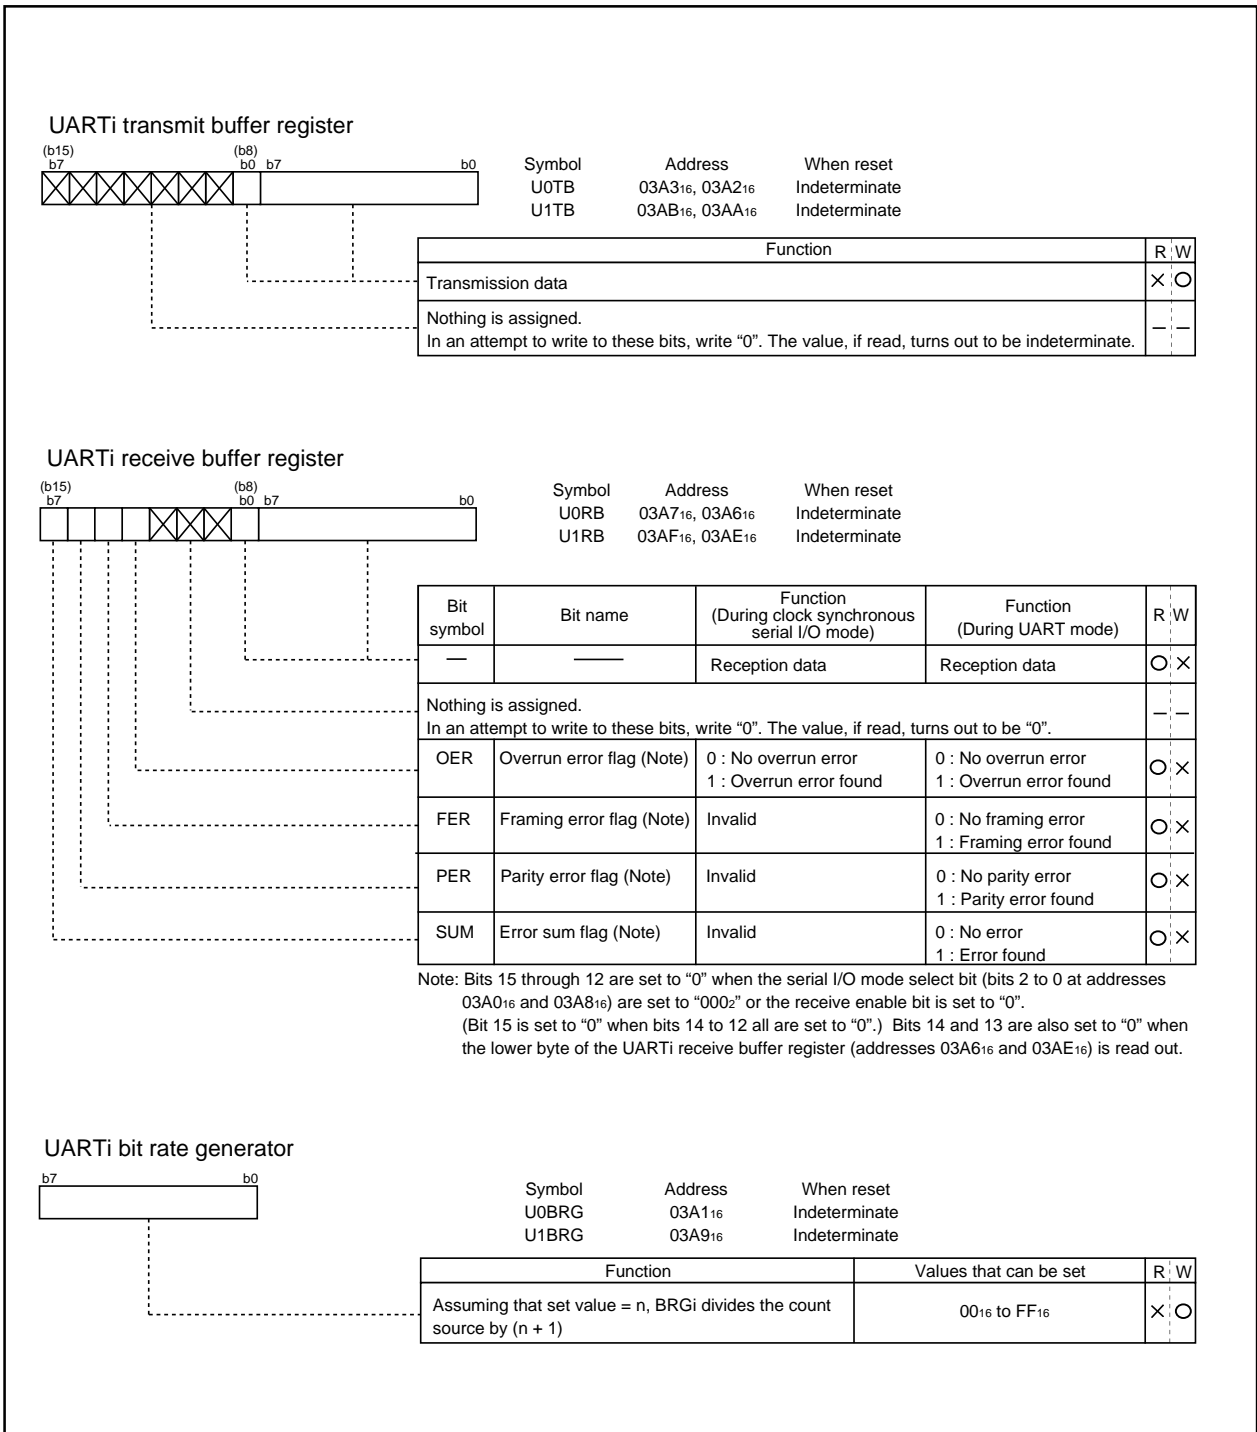 UARTi transmit buffer register
(b15) (b8)
b7 b0 b7 b0
Symbol Address When reset
U0TB 03A316, 03A216 Indeterminate
U1TB 03AB16, 03AA16 Indeterminate
Function R W
Transmission data
Nothing is assigned.
In an attempt to write to these bits, write “0”. The value, if read, turns out to be indeterminate.
UARTi receive buffer register
(b15) (b8)
b7 b0 b7 b0
Symbol Address When reset
U0RB 03A716, 03A616 Indeterminate
U1RB 03AF16, 03AE16 Indeterminate
Bit symbol Bit name Function (During clock synchronous serial I/O mode) Function (During UART mode) R W
Reception data Reception data
Nothing is assigned.
In an attempt to write to these bits, write “0”. The value, if read, turns out to be “0”.
OER Overrun error flag (Note) 0 : No overrun error 0 : No overrun error
1 : Overrun error found 1 : Overrun error found
FER Framing error flag (Note) Invalid 0 : No framing error
1 : Framing error found
PER Parity error flag (Note) Invalid 0 : No parity error
1 : Parity error found
SUM Error sum flag (Note) Invalid 0 : No error
1 : Error found
Note: Bits 15 through 12 are set to “0” when the serial I/O mode select bit (bits 2 to 0 at addresses
03A016 and 03A816) are set to “0002” or the receive enable bit is set to “0”.
(Bit 15 is set to “0” when bits 14 to 12 all are set to “0”.) Bits 14 and 13 are also set to “0” when
the lower byte of the UARTi receive buffer register (addresses 03A616 and 03AE16) is read out.
UARTi bit rate generator
b7 b0
Symbol Address When reset
U0BRG 03A116 Indeterminate
U1BRG 03A916 Indeterminate
Function Values that can be set R W
Assuming that set value = n, BRGi divides the count
source by (n + 1)
0016 to FF16